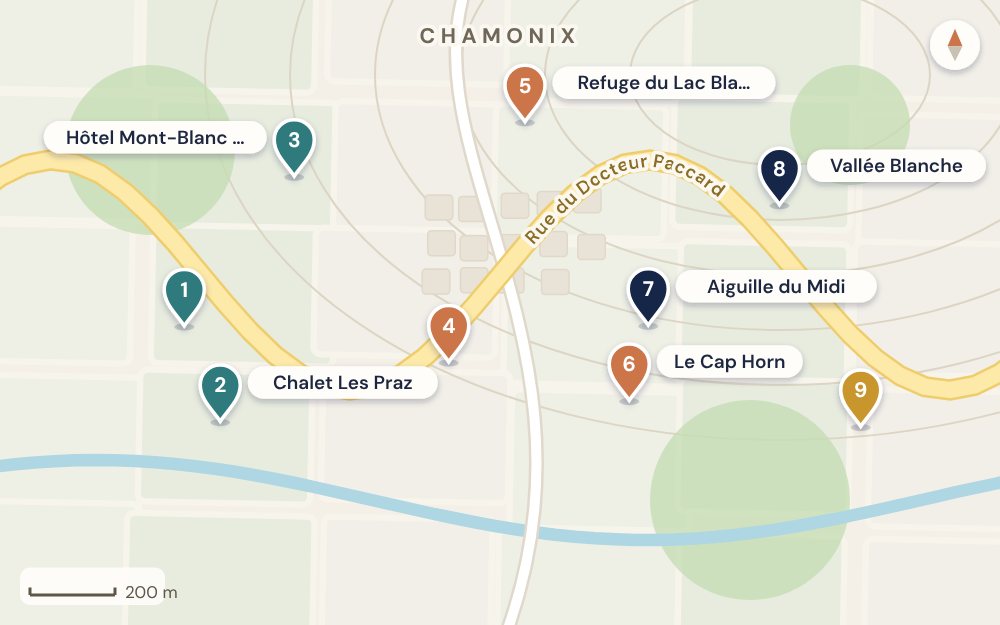 CHAMONIX
5
Refuge du Lac Bla…
3
Hôtel Mont-Blanc …
8
Vallée Blanche
Rue du Docteur Paccard
1
7
Aiguille du Midi
4
6
Le Cap Horn
2
Chalet Les Praz
9
200 m